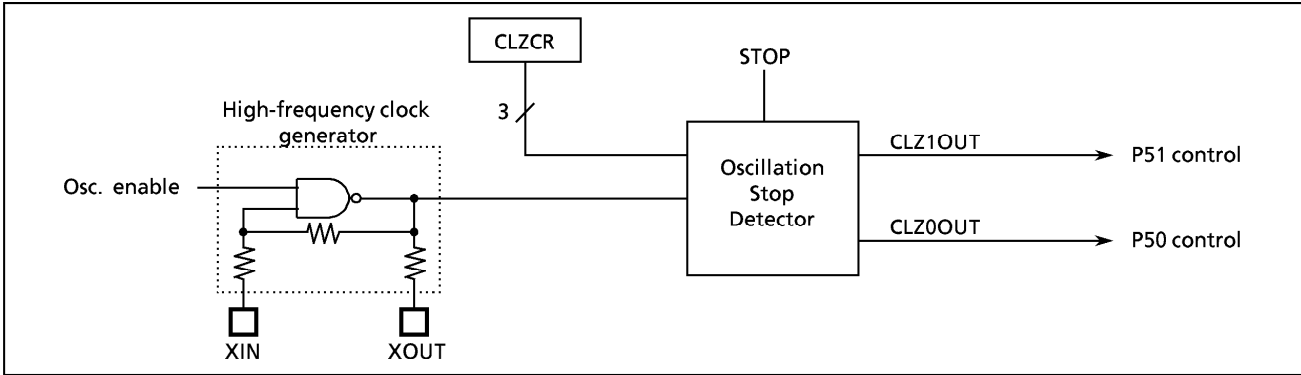 CLZCR
STOP
3
High-frequency clock
generator
Osc. enable
Oscillation
Stop
Detector
CLZ1OUT
P51 control
CLZ0OUT
P50 control
XIN
XOUT